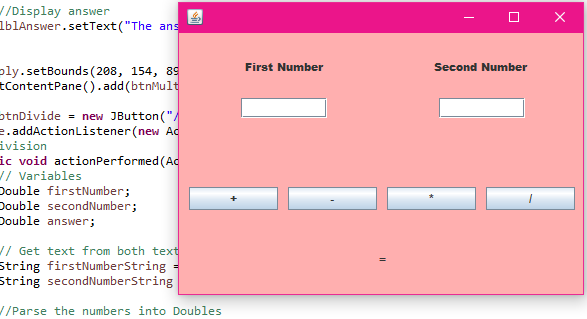 //Display answer
lblAnswer.setText("The ans
ply.setBounds(208, 154, 89
tContentPane().add(btnMult
btnDivide = new JButton("/
e.addActionListener(new Ac
ivision
ic void actionPerformed(Ac
// Variables
Double firstNumber;
Double secondNumber;
Double answer;
// Get text from both text
String firstNumberString =
String secondNumberString
//Parse the numbers into Doubles
First Number Second Number
+ - * /
=